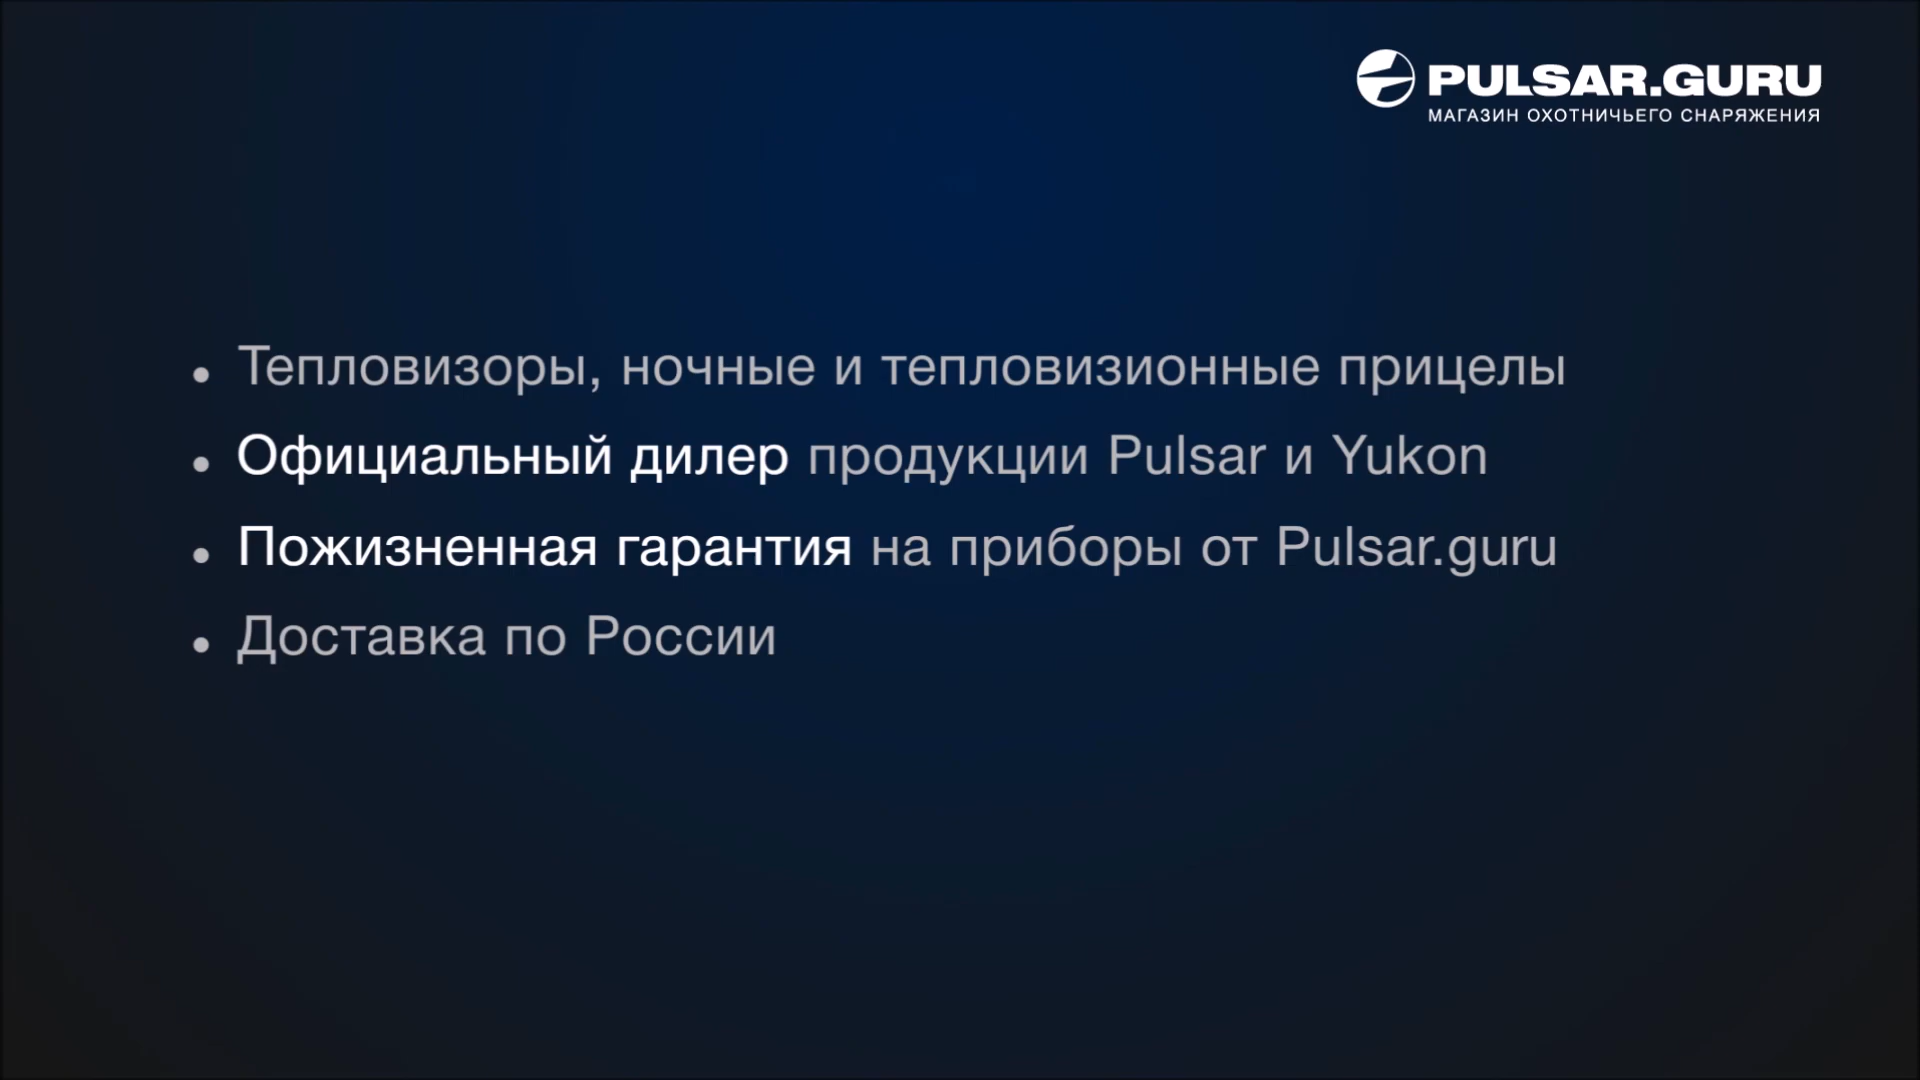 PULSAR.GURU
МАГАЗИН ОХОТНИЧЬЕГО СНАРЯЖЕНИЯ
• Тепловизоры, ночные и тепловизионные прицелы
• Официальный дилер продукции Pulsar и Yukon
• Пожизненная гарантия на приборы от Pulsar.guru
• Доставка по России